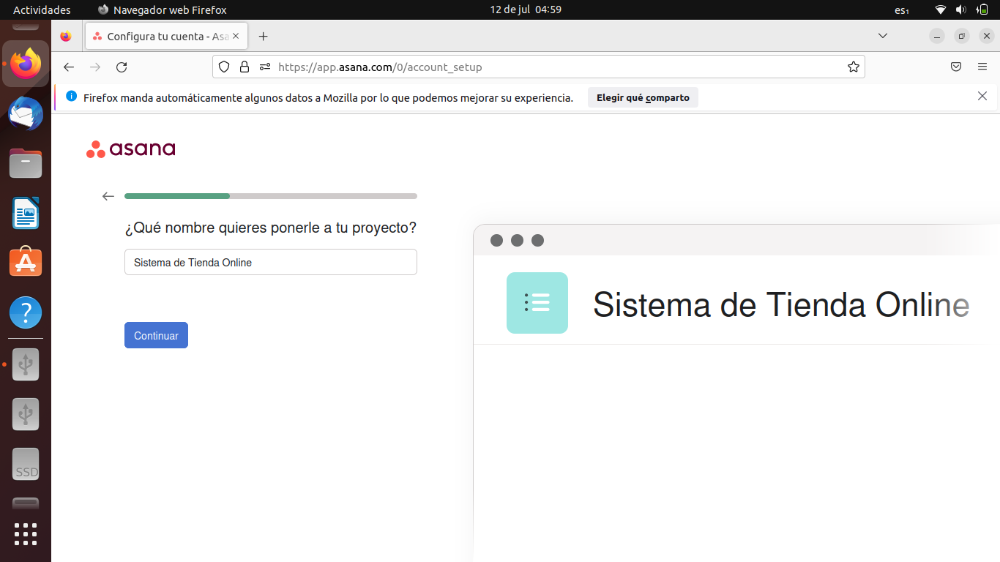 Actividades
Navegador web Firefox
12 de jul 04:59
es₁
Configura tu cuenta - Asa
https://app.asana.com/0/account_setup
Firefox manda automáticamente algunos datos a Mozilla por lo que podemos mejorar su experiencia.
Elegir qué comparto
asana
¿Qué nombre quieres ponerle a tu proyecto?
Sistema de Tienda Online
Continuar
Sistema de Tienda Online
SSD